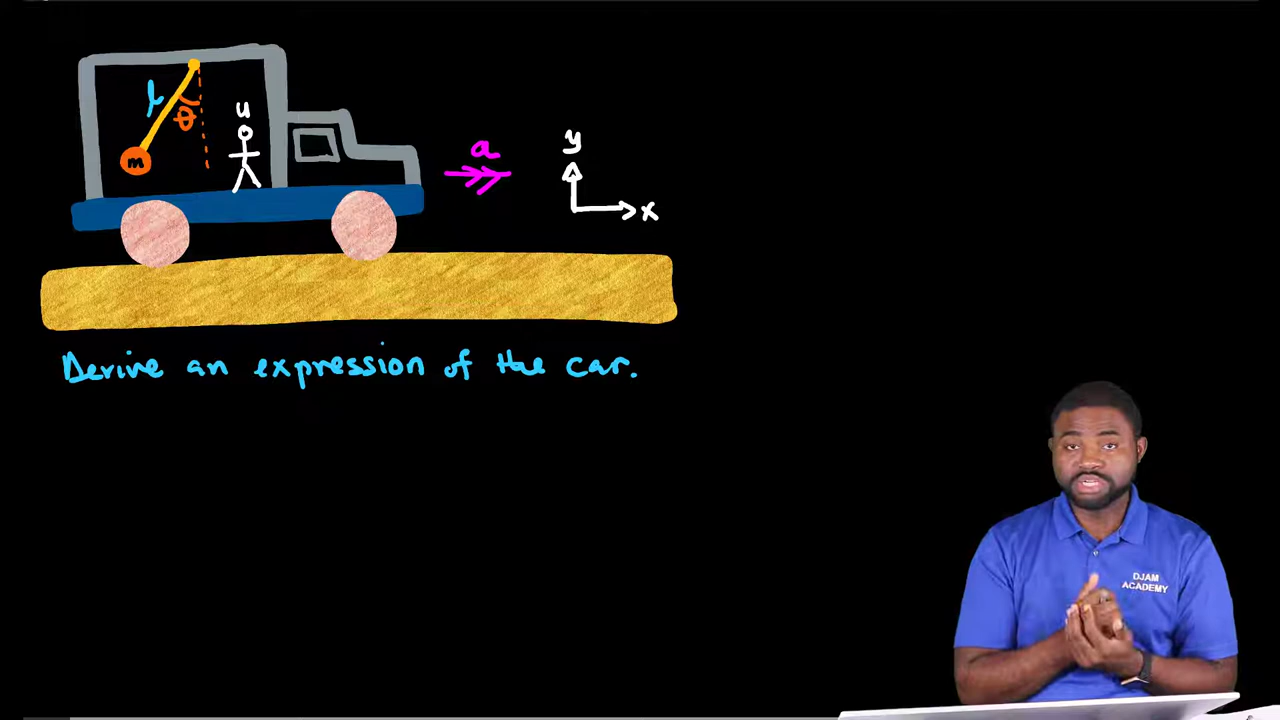 u
l
θ
m
a
y
x
Derive an expression of the car.
DJAM
ACADEMY